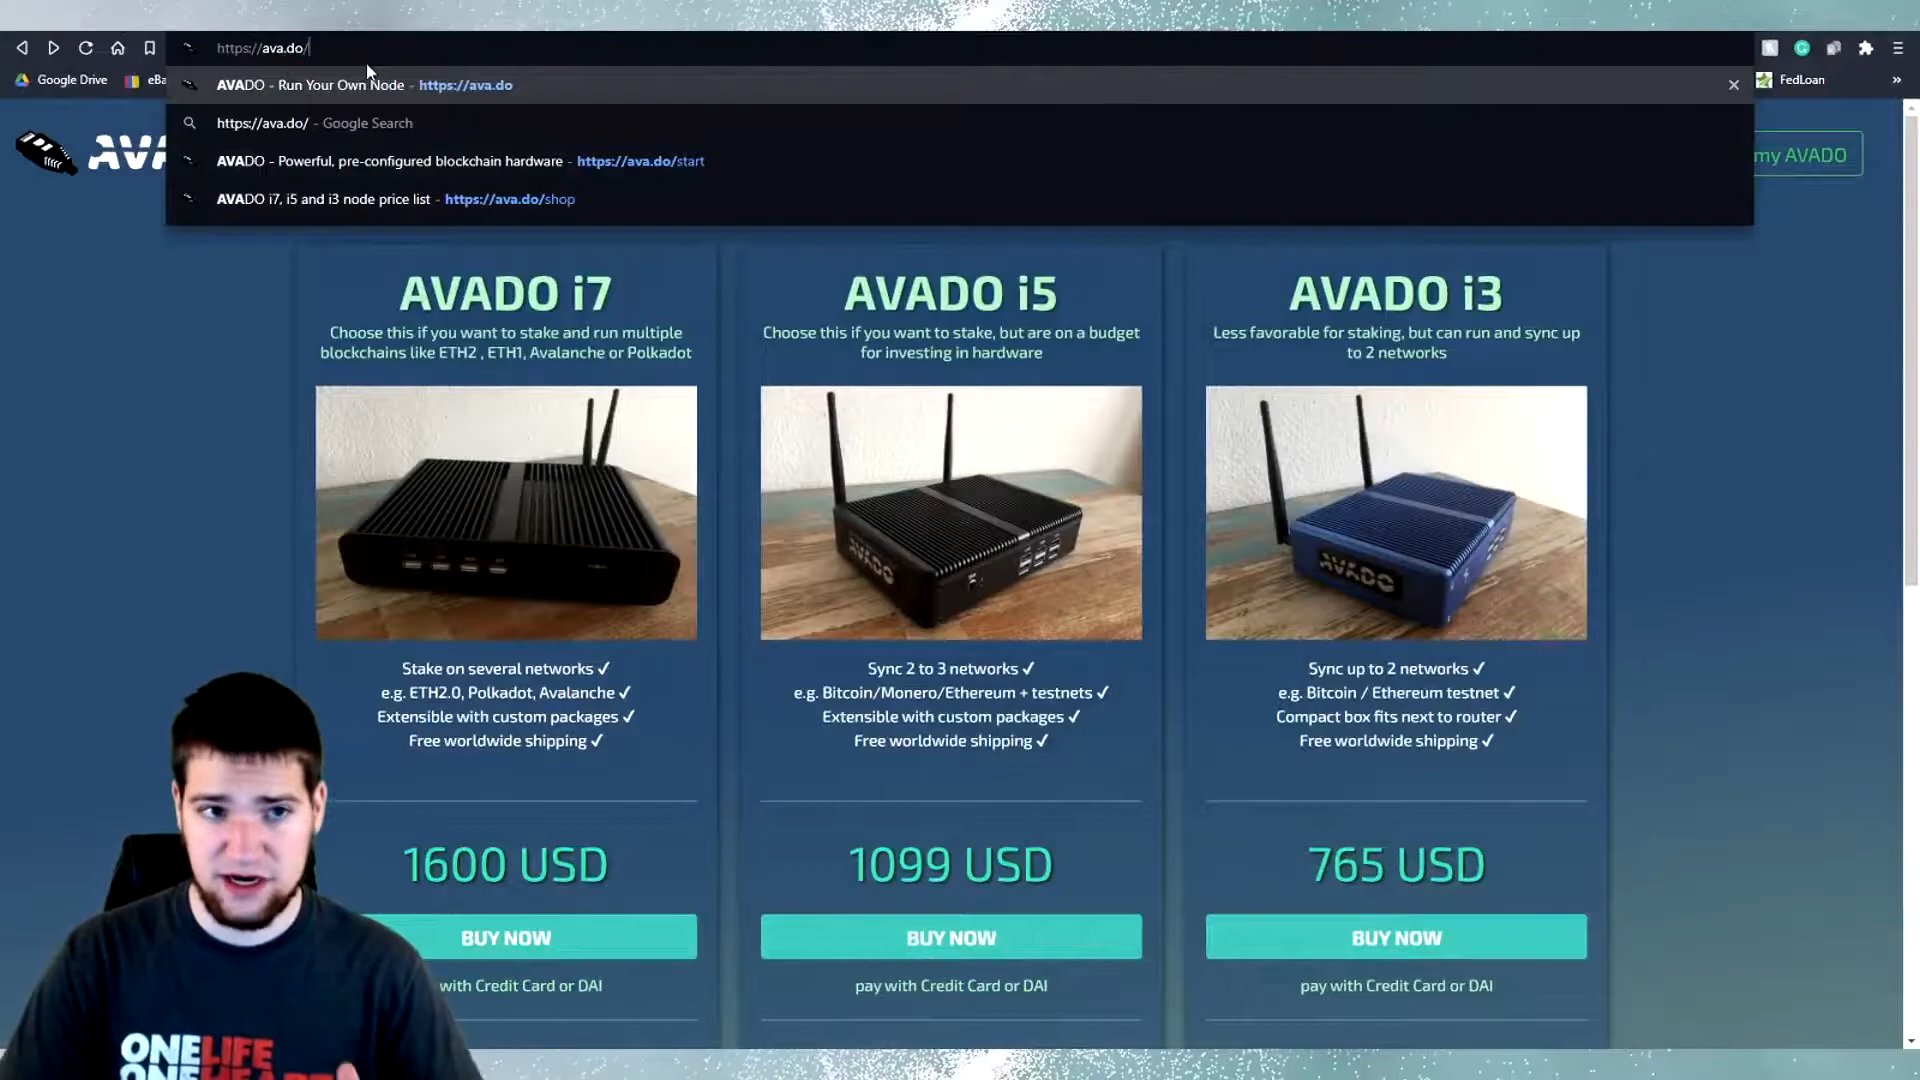 https://ava.do/
Google Drive
FedLoan
»
AVADO - Run Your Own Node - https://ava.do
https://ava.do/ - Google Search
AVADO - Powerful, pre-configured blockchain hardware - https://ava.do/start
AVADO i7, i5 and i3 node price list - https://ava.do/shop
my AVADO
AVADO i7
Choose this if you want to stake and run multiple
blockchains like ETH2 , ETH1, Avalanche or Polkadot
Stake on several networks ✓
e.g. ETH2.0, Polkadot, Avalanche ✓
Extensible with custom packages ✓
Free worldwide shipping ✓
1600 USD
BUY NOW
with Credit Card or DAI
AVADO i5
Choose this if you want to stake, but are on a budget
for investing in hardware
AVADO
Sync 2 to 3 networks ✓
e.g. Bitcoin/Monero/Ethereum + testnets ✓
Extensible with custom packages ✓
Free worldwide shipping ✓
1099 USD
BUY NOW
pay with Credit Card or DAI
AVADO i3
Less favorable for staking, but can run and sync up
to 2 networks
AVADO
Sync up to 2 networks ✓
e.g. Bitcoin / Ethereum testnet ✓
Compact box fits next to router ✓
Free worldwide shipping ✓
765 USD
BUY NOW
pay with Credit Card or DAI
ONELIFE